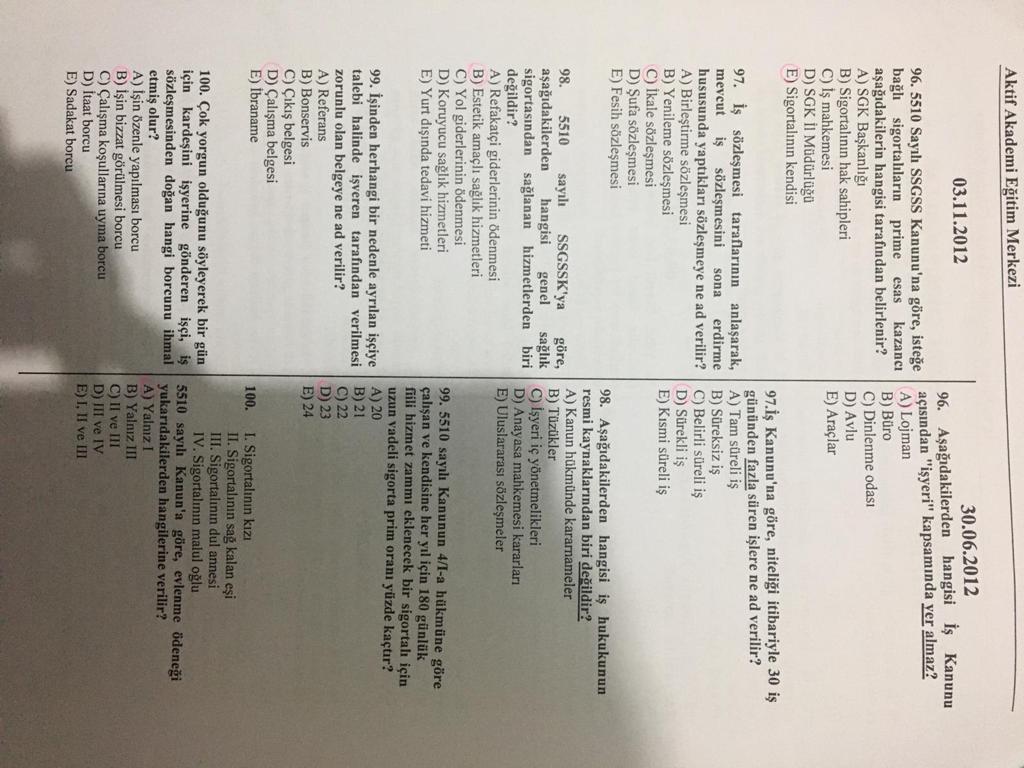 Aktif Akademi Eğitim Merkezi
03.11.2012
96. 5510 Sayılı SSGSS Kanunu'na göre, isteğe
bağlı sigortalıların prime esas kazancı
aşağıdakilerin hangisi tarafından belirlenir?
A) SGK Başkanlığı
B) Sigortalının hak sahipleri
C) İş mahkemesi
D) SGK İl Müdürlüğü
E) Sigortalının kendisi
97. İş sözleşmesi taraflarının anlaşarak,
mevcut iş sözleşmesini sona erdirme
hususunda yaptıkları sözleşmeye ne ad verilir?
A) Birleştirme sözleşmesi
B) Yenileme sözleşmesi
C) İkale sözleşmesi
D) Şufa sözleşmesi
E) Fesih sözleşmesi
98. 5510 sayılı SSGSSK'ya göre,
aşağıdakilerden hangisi genel sağlık
sigortasından sağlanan hizmetlerden biri
değildir?
A) Refakatçi giderlerinin ödenmesi
B) Estetik amaçlı sağlık hizmetleri
C) Yol giderlerinin ödenmesi
D) Koruyucu sağlık hizmetleri
E) Yurt dışında tedavi hizmeti
99. İşinden herhangi bir nedenle ayrılan işçiye
talebi halinde işveren tarafından verilmesi
zorunlu olan belgeye ne ad verilir?
A) Referans
B) Bonservis
C) Çıkış belgesi
D) Çalışma belgesi
E) İbraname
100. Çok yorgun olduğunu söyleyerek bir gün
için kardeşini işyerine gönderen işçi, iş
sözleşmesinden doğan hangi borcunu ihmal
etmiş olur?
A) İşin özenle yapılması borcu
B) İşin bizzat görülmesi borcu
C) Çalışma koşullarına uyma borcu
D) İtaat borcu
E) Sadakat borcu
30.06.2012
96. Aşağıdakilerden hangisi İş Kanunu
açısından "işyeri" kapsamında yer almaz?
A) Lojman
B) Büro
C) Dinlenme odası
D) Avlu
E) Araçlar
97.İş Kanunu'na göre, niteliği itibariyle 30 iş
gününden fazla süren işlere ne ad verilir?
A) Tam süreli iş
B) Süreksiz iş
C) Belirli süreli iş
D) Sürekli iş
E) Kısmi süreli iş
98. Aşağıdakilerden hangisi iş hukukunun
resmi kaynaklarından biri değildir?
A) Kanun hükmünde kararnameler
B) Tüzükler
C) İşyeri iç yönetmelikleri
D) Anayasa mahkemesi kararları
E) Uluslararası sözleşmeler
99. 5510 sayılı Kanunun 4/I-a hükmüne göre
çalışan ve kendisine her yıl için 180 günlük
fiili hizmet zammı eklenecek bir sigortalı için
uzun vadeli sigorta prim oranı yüzde kaçtır?
A) 20
B) 21
C) 22
D) 23
E) 24
100. I. Sigortalının kızı
II. Sigortalının sağ kalan eşi
III. Sigortalının dul annesi
IV. Sigortalının malul oğlu
5510 sayılı Kanun'a göre, evlenme ödeneği
yukarıdakilerden hangilerine verilir?
A) Yalnız I
B) Yalnız III
C) II ve III
D) III ve IV
E) I. II ve III